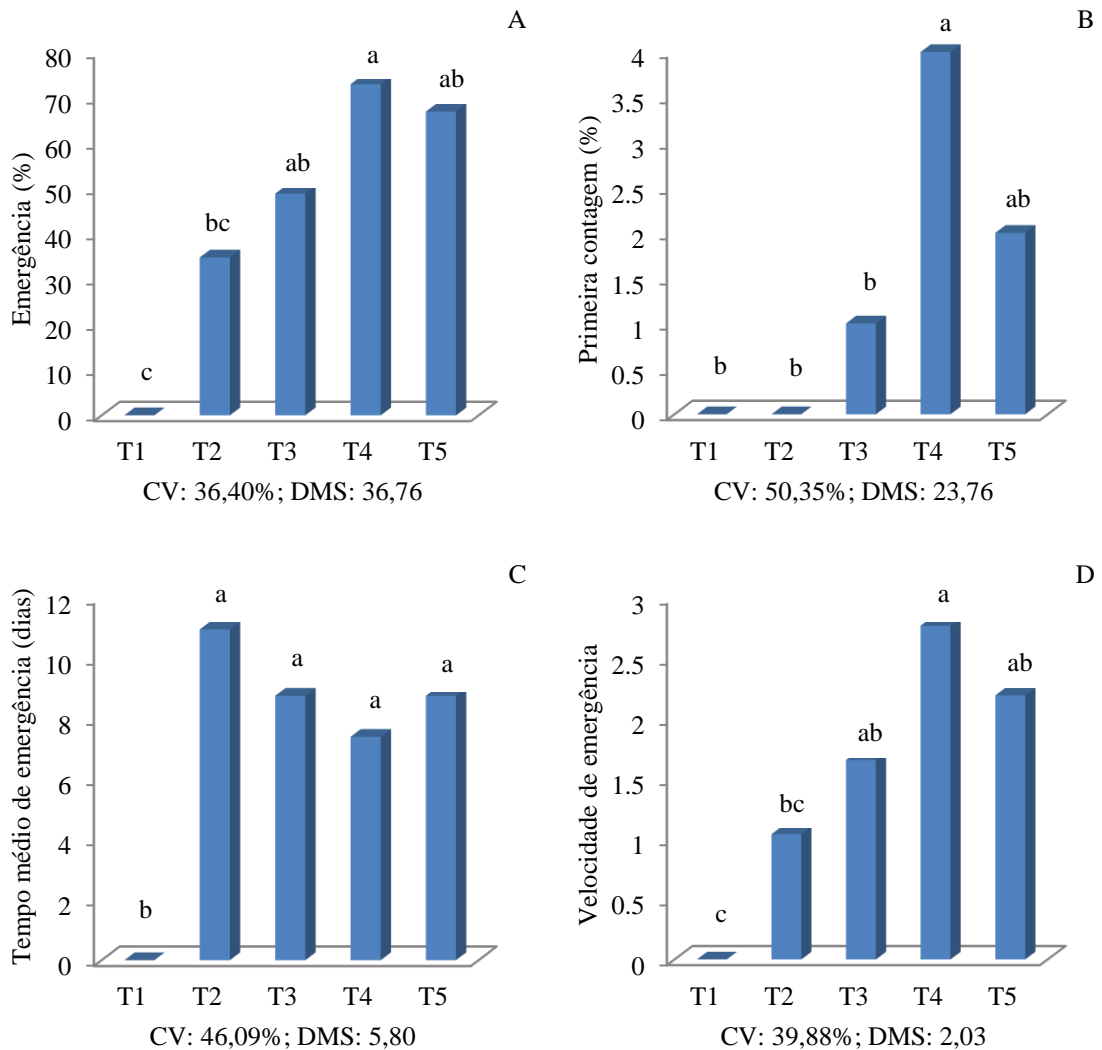 A
Emergência (%)
80
70
60
50
40
30
20
10
0
c
bc
ab
a
ab
T1 T2 T3 T4 T5
CV: 36,40%; DMS: 36,76
B
Primeira contagem (%)
4
3.5
3
2.5
2
1.5
1
0.5
0
b
b
b
a
ab
T1 T2 T3 T4 T5
CV: 50,35%; DMS: 23,76
C
Tempo médio de emergência (dias)
12
10
8
6
4
2
0
b
a
a
a
a
T1 T2 T3 T4 T5
CV: 46,09%; DMS: 5,80
D
Velocidade de emergência
3
2.5
2
1.5
1
0.5
0
c
bc
ab
a
ab
T1 T2 T3 T4 T5
CV: 39,88%; DMS: 2,03